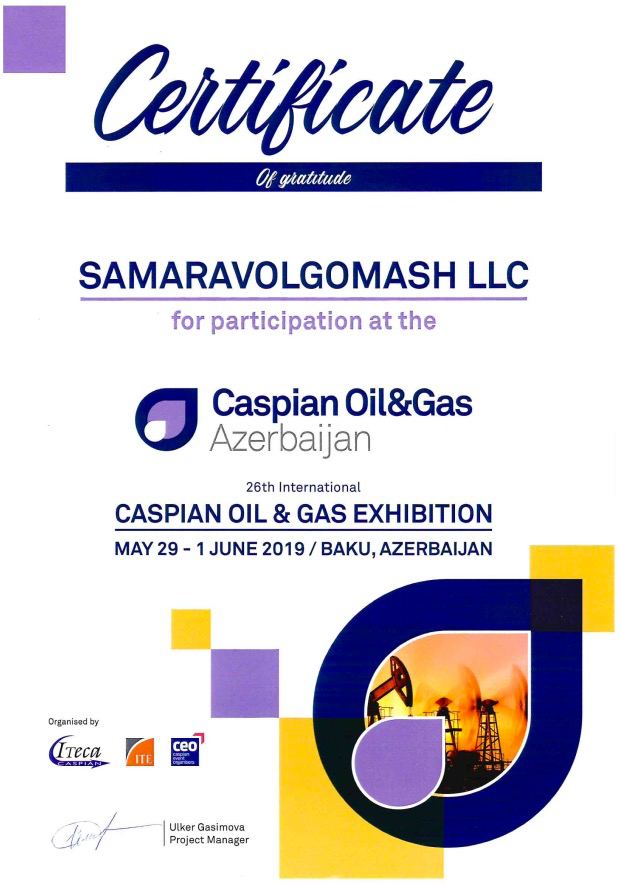 Certificate
Of gratitude
SAMARAVOLGOMASH LLC
for participation at the
Caspian Oil&Gas
Azerbaijan
26th International
CASPIAN OIL & GAS EXHIBITION
MAY 29 - 1 JUNE 2019 / BAKU, AZERBAIJAN
Organised by
ITECA
CASPIAN
ITE
ceo
caspian
event
organisers
Ulker Gasimova
Project Manager